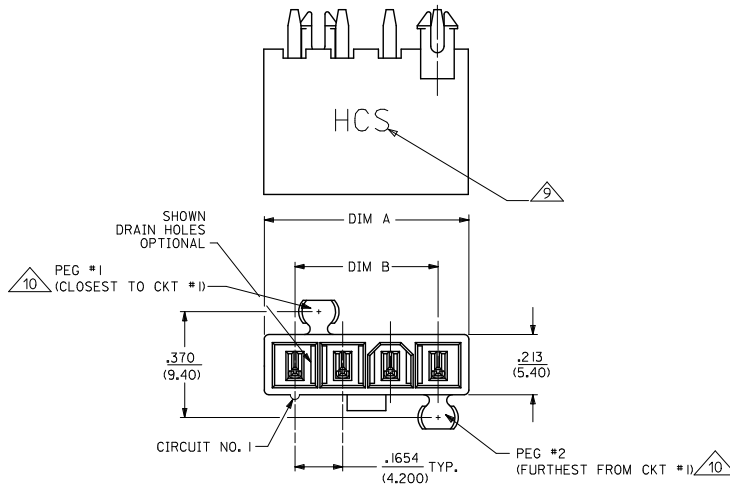 HCS
9
DIM A
SHOWN
DRAIN HOLES
OPTIONAL
DIM B
10
PEG #1
(CLOSEST TO CKT #1)
.370
(9.40)
.213
(5.40)
CIRCUIT NO. 1
.1654
(4.200)
TYP.
PEG #2
(FURTHEST FROM CKT #1)
10